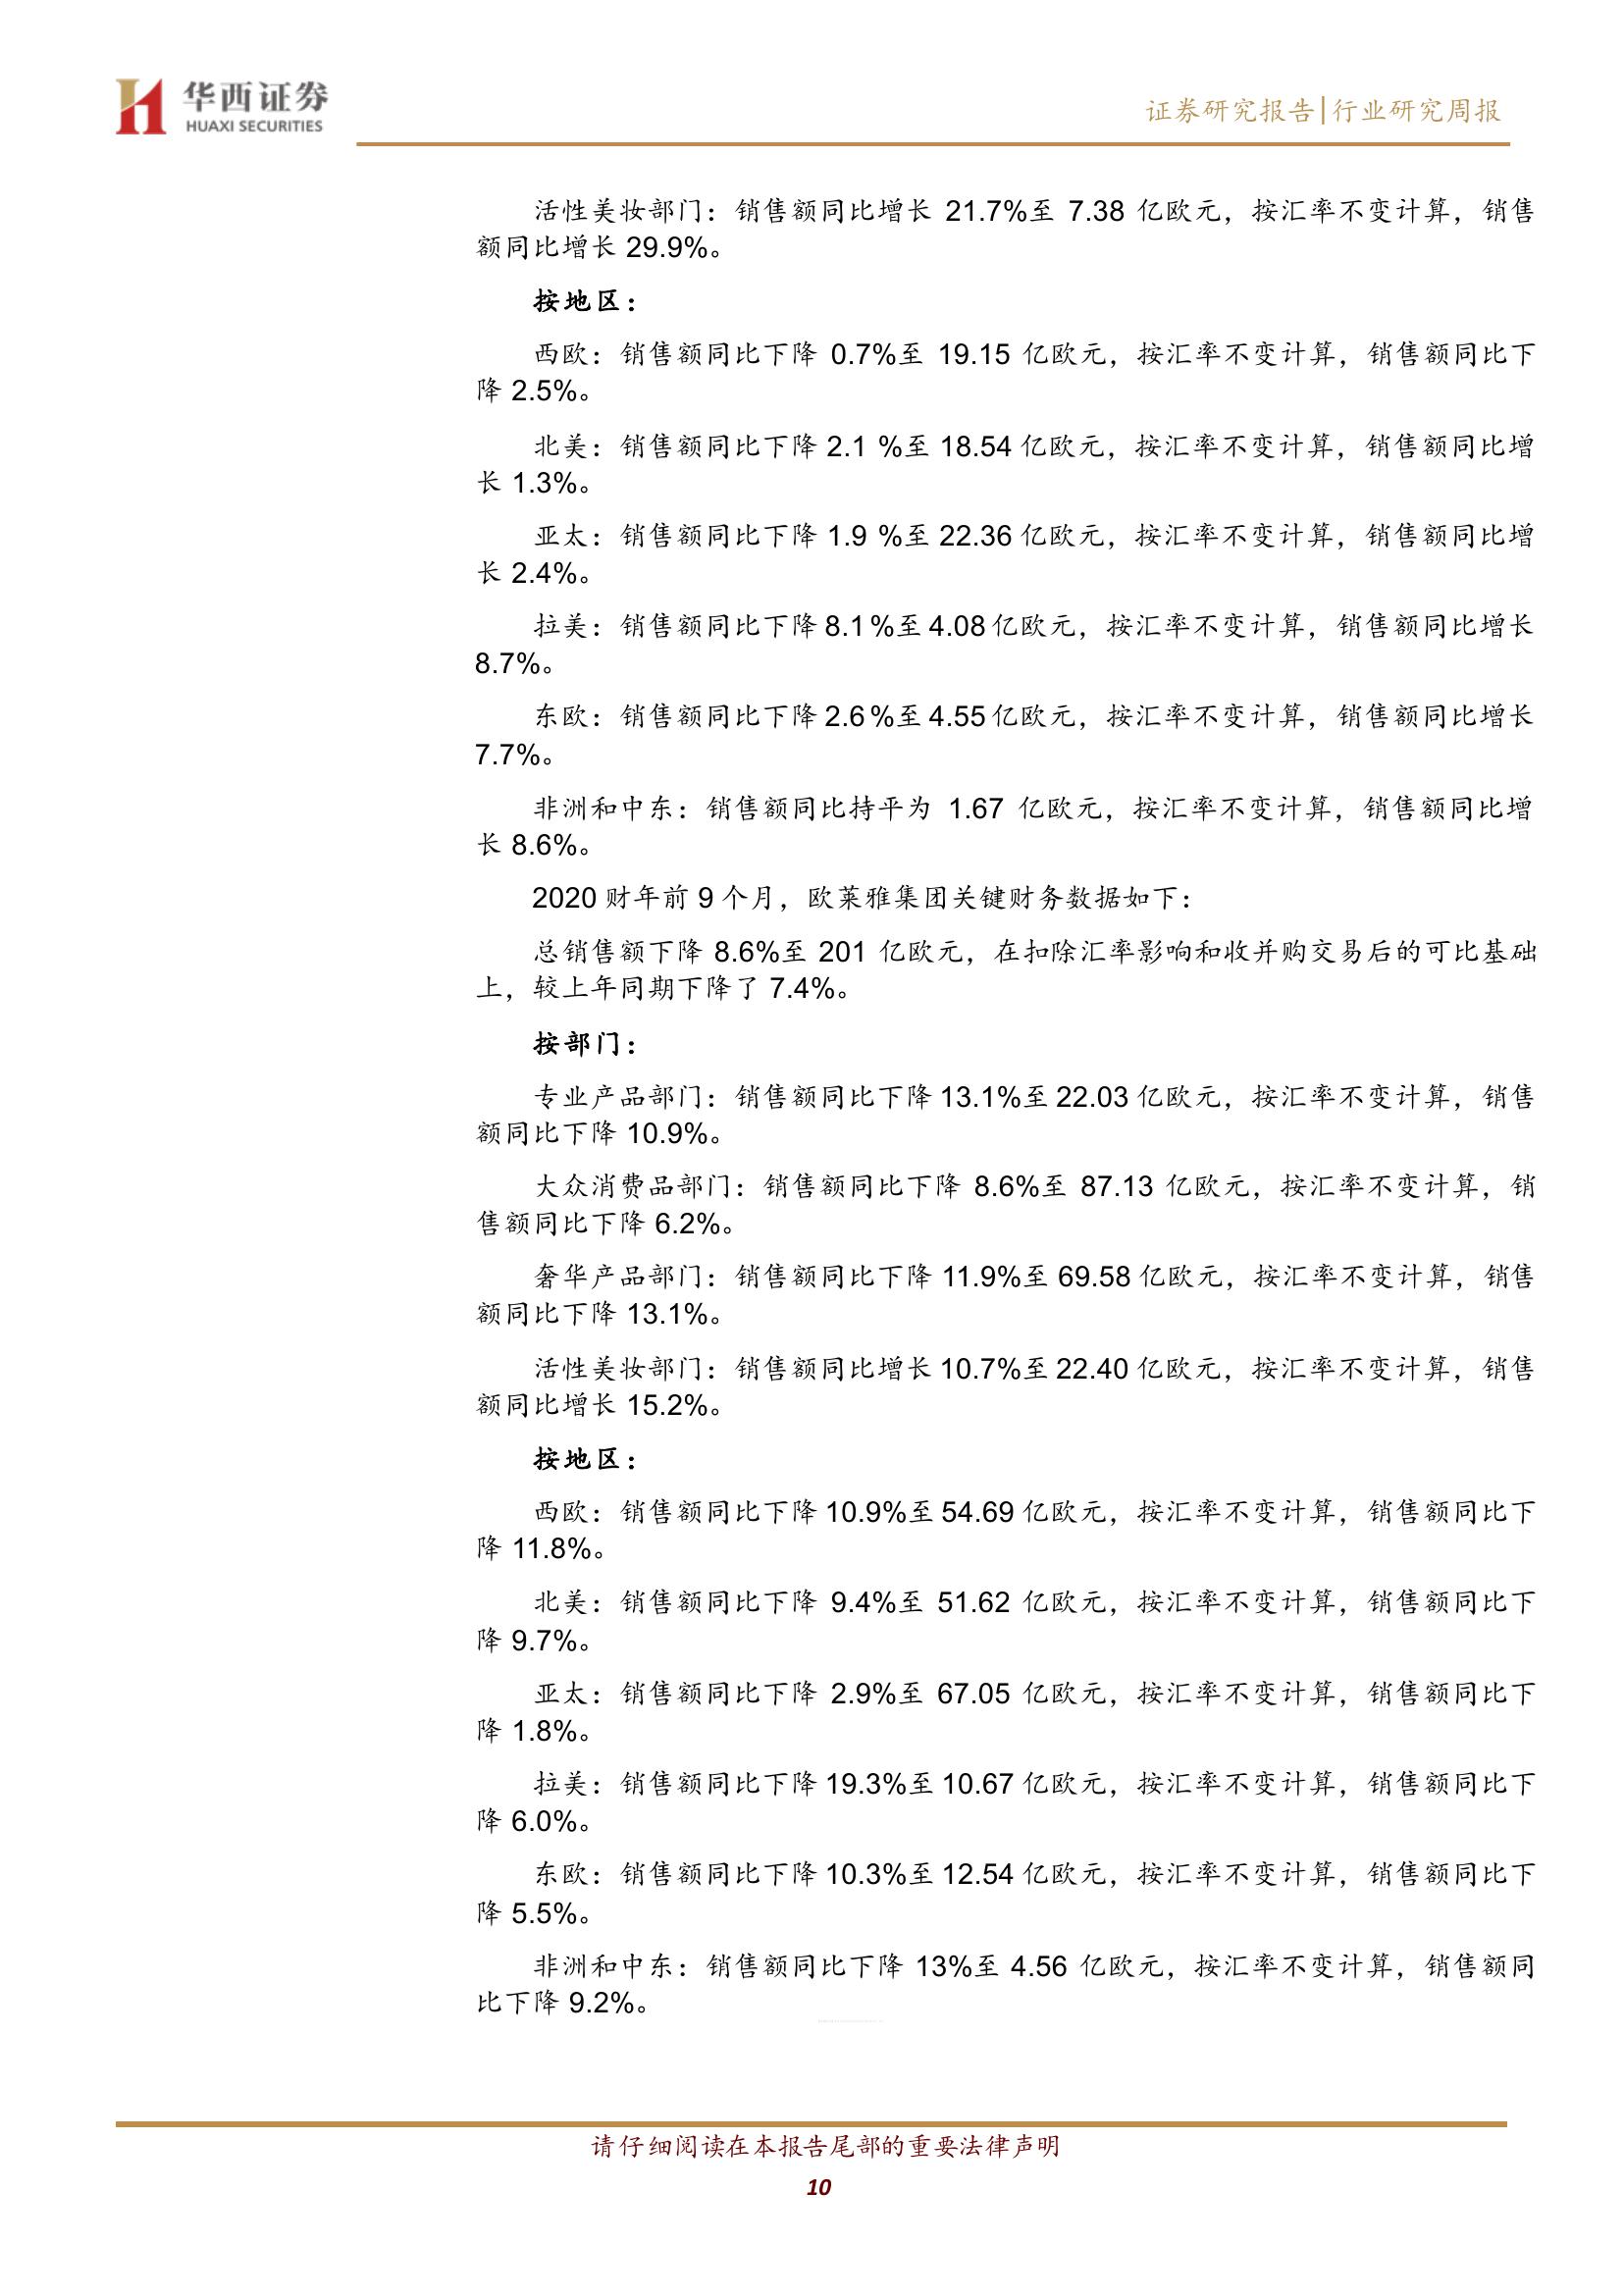 华西证券
HUAXI SECURITIES
证券研究报告|行业研究周报
活性美妆部门：销售额同比增长 21.7%至 7.38 亿欧元，按汇率不变计算，销售
额同比增长 29.9%。
按地区：
西欧：销售额同比下降 0.7%至 19.15 亿欧元，按汇率不变计算，销售额同比下
降 2.5%。
北美：销售额同比下降 2.1 %至 18.54 亿欧元，按汇率不变计算，销售额同比增
长 1.3%。
亚太：销售额同比下降 1.9 %至 22.36 亿欧元，按汇率不变计算，销售额同比增
长 2.4%。
拉美：销售额同比下降 8.1 %至 4.08 亿欧元，按汇率不变计算，销售额同比增长
8.7%。
东欧：销售额同比下降 2.6 %至 4.55 亿欧元，按汇率不变计算，销售额同比增长
7.7%。
非洲和中东：销售额同比持平为 1.67 亿欧元，按汇率不变计算，销售额同比增
长 8.6%。
2020 财年前 9 个月，欧莱雅集团关键财务数据如下：
总销售额下降 8.6%至 201 亿欧元，在扣除汇率影响和收并购交易后的可比基础
上，较上年同期下降了 7.4%。
按部门：
专业产品部门：销售额同比下降 13.1%至 22.03 亿欧元，按汇率不变计算，销售
额同比下降 10.9%。
大众消费品部门：销售额同比下降 8.6%至 87.13 亿欧元，按汇率不变计算，销
售额同比下降 6.2%。
奢华产品部门：销售额同比下降 11.9%至 69.58 亿欧元，按汇率不变计算，销售
额同比下降 13.1%。
活性美妆部门：销售额同比增长 10.7%至 22.40 亿欧元，按汇率不变计算，销售
额同比增长 15.2%。
按地区：
西欧：销售额同比下降 10.9%至 54.69 亿欧元，按汇率不变计算，销售额同比下
降 11.8%。
北美：销售额同比下降 9.4%至 51.62 亿欧元，按汇率不变计算，销售额同比下
降 9.7%。
亚太：销售额同比下降 2.9%至 67.05 亿欧元，按汇率不变计算，销售额同比下
降 1.8%。
拉美：销售额同比下降 19.3%至 10.67 亿欧元，按汇率不变计算，销售额同比下
降 6.0%。
东欧：销售额同比下降 10.3%至 12.54 亿欧元，按汇率不变计算，销售额同比下
降 5.5%。
非洲和中东：销售额同比下降 13%至 4.56 亿欧元，按汇率不变计算，销售额同
比下降 9.2%。
请仔细阅读在本报告尾部的重要法律声明
10